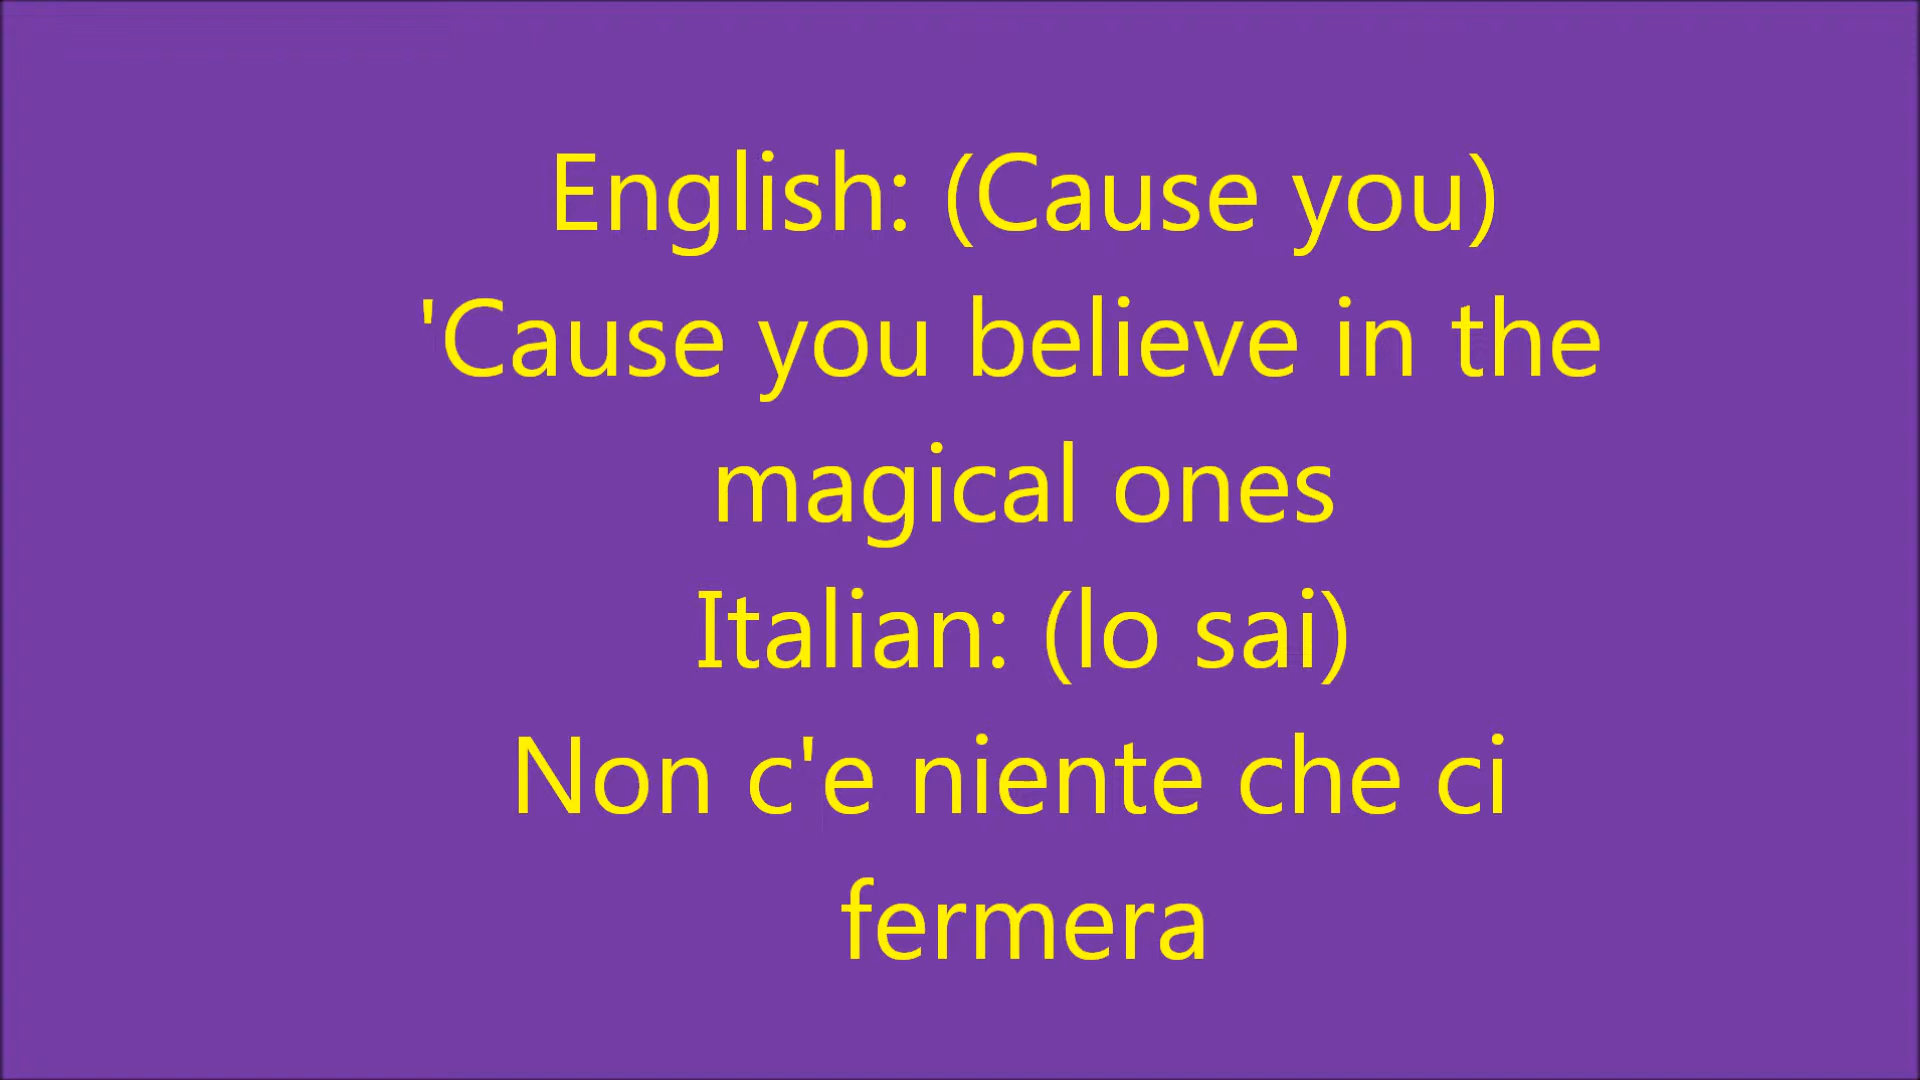 English: (Cause you)
'Cause you believe in the
magical ones
Italian: (lo sai)
Non c'e niente che ci
fermera